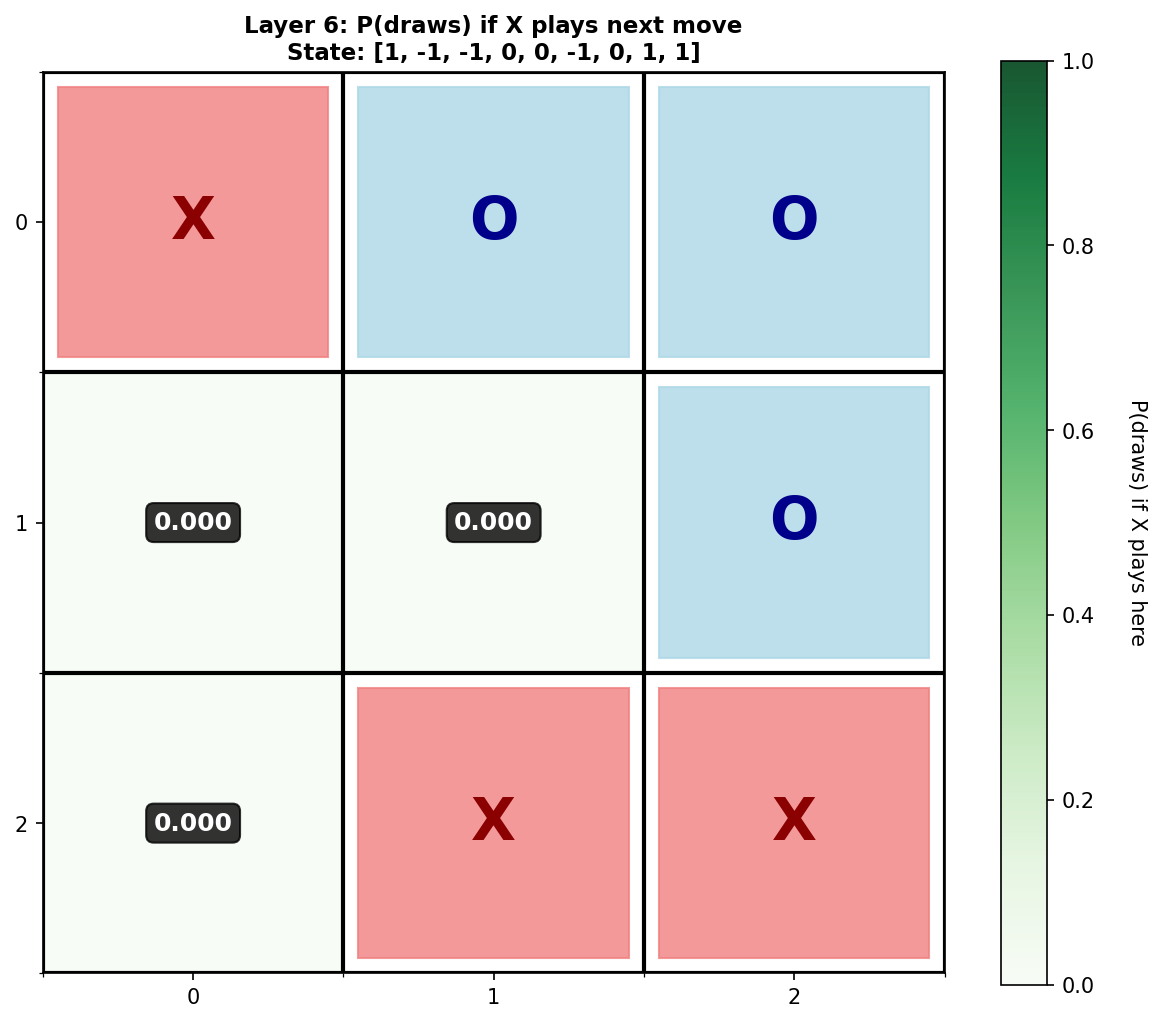 Layer 6: P(draws) if X plays next move
State: [1, -1, -1, 0, 0, -1, 0, 1, 1]
0
X
O
O
1
0.000
0.000
O
2
0.000
X
X
0
1
2
1.0
0.8
0.6
0.4
0.2
0.0
P(draws) if X plays here